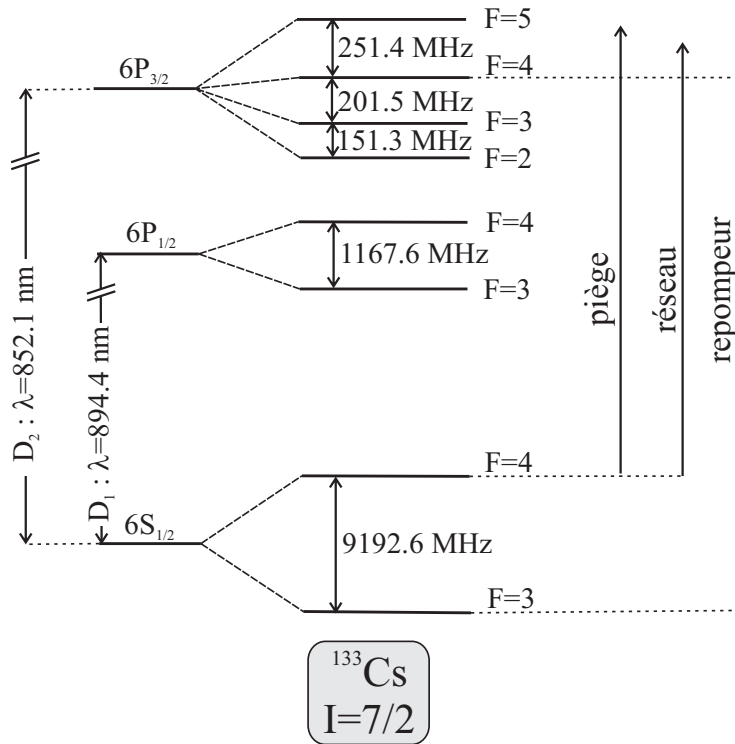 F=5
251.4 MHz
6P3/2
F=4
201.5 MHz
F=3
151.3 MHz
F=2
6P1/2
F=4
1167.6 MHz
F=3
piège
réseau
repompeur
D2 : λ=852.1 nm
D1 : λ=894.4 nm
F=4
6S1/2
9192.6 MHz
F=3
133Cs
I=7/2